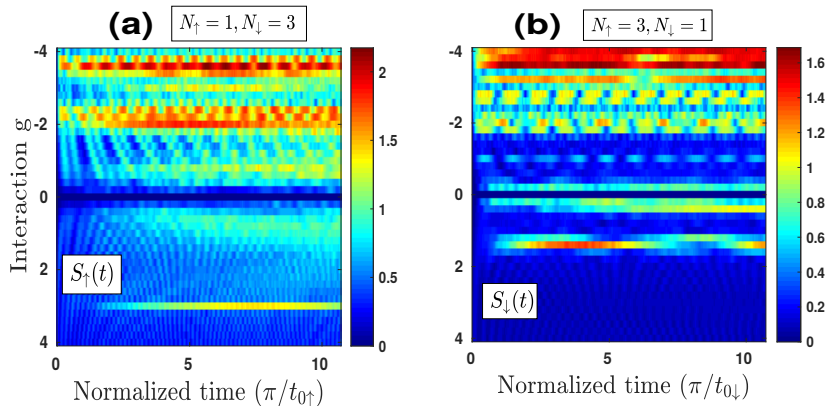 (a) N↑ = 1, N↓ = 3
-4
-2
0
2
4
Interaction g
S↑(t)
0 5 10
Normalized time (π/t0↑)
2
1.5
1
0.5
0
(b) N↑ = 3, N↓ = 1
-4
-2
0
2
4
S↓(t)
0 5 10
Normalized time (π/t0↓)
1.6
1.4
1.2
1
0.8
0.6
0.4
0.2
0